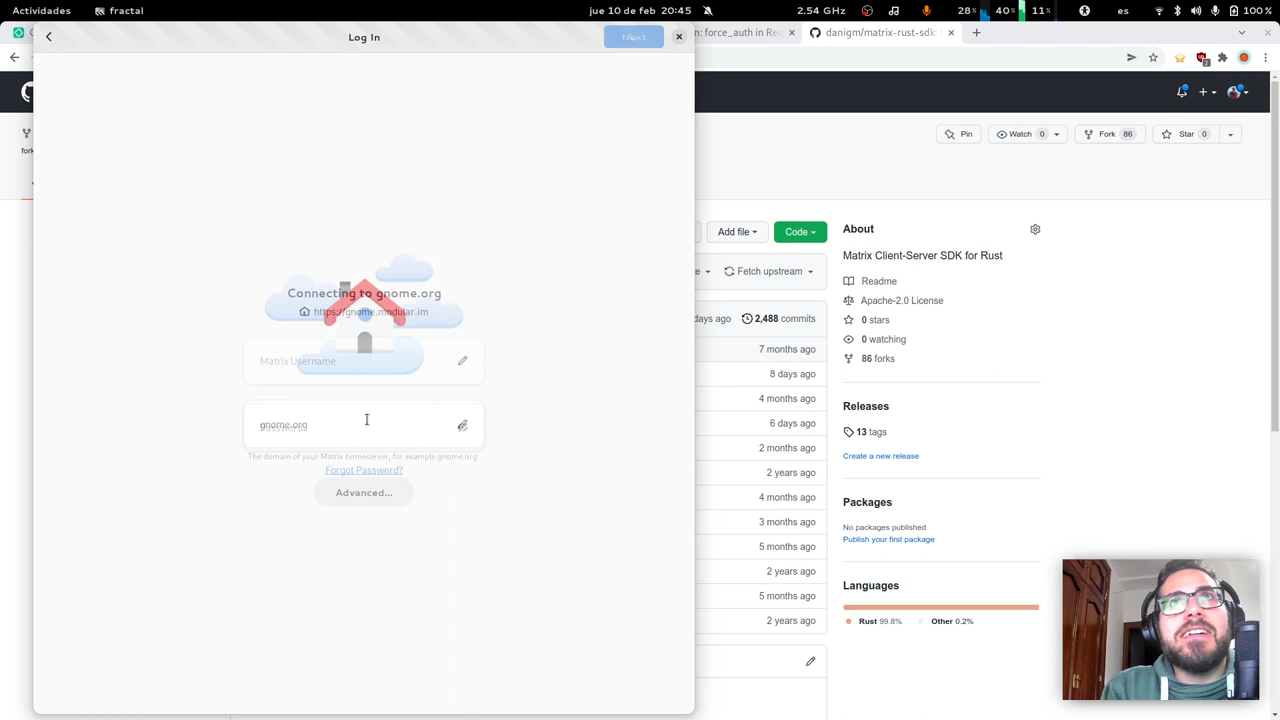 Actividades
fractal
jue 10 de feb 20:45
2.54 GHz
28%
40%
11%
es
100%
Log In
Next
n: force_auth in Re
danigm/matrix-rust-sdk:
fork
Pin
Watch 0
Fork 86
Star 0
Add file
Code
Fetch upstream
days ago
2,488 commits
7 months ago
8 days ago
4 months ago
6 days ago
2 months ago
2 years ago
4 months ago
3 months ago
5 months ago
2 years ago
5 months ago
2 years ago
Connecting to gnome.org
https://gnome.modular.im
Matrix Username
gnome.org
Password
The domain of your Matrix homeserver, for example gnome.org
Forgot Password?
Advanced...
About
Matrix Client-Server SDK for Rust
Readme
Apache-2.0 License
0 stars
0 watching
86 forks
Releases
13 tags
Create a new release
Packages
No packages published
Publish your first package
Languages
Rust 99.8%
Other 0.2%